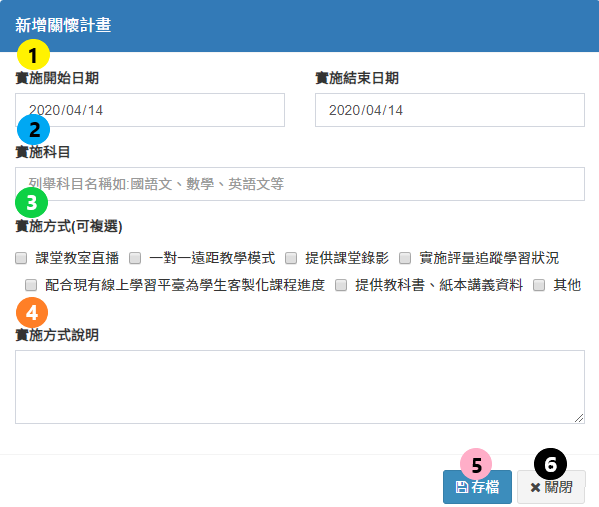 新增關懷計畫
1
實施開始日期 實施結束日期
2020/04/14 2020/04/14
2
實施科目
列舉科目名稱如:國語文、數學、英語文等
3
實施方式(可複選)
課堂教室直播 一對一遠距教學模式 提供課堂錄影 實施評量追蹤學習狀況
配合現有線上學習平臺為學生客製化課程進度 提供教科書、紙本講義資料 其他
4
實施方式說明
5 6
存檔 關閉